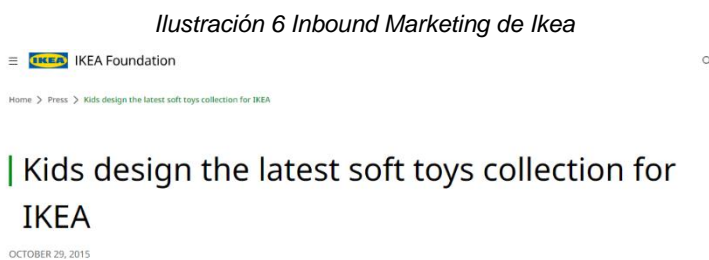 Ilustración 6 Inbound Marketing de Ikea
IKEA IKEA Foundation
Home > Press > Kids design the latest soft toys collection for IKEA
Kids design the latest soft toys collection for
IKEA
OCTOBER 29, 2015